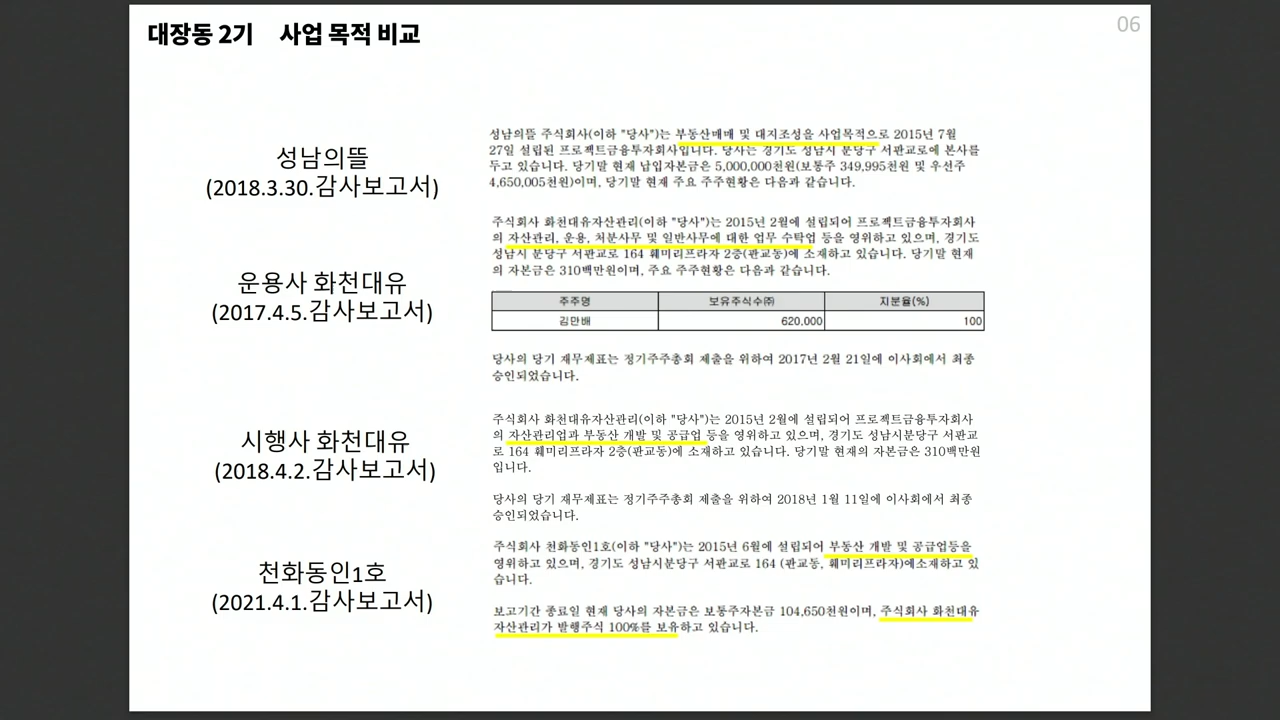 대장동 2기 사업 목적 비교
06
성남의뜰
(2018.3.30.감사보고서)
성남의뜰 주식회사(이하 "당사")는 부동산매매 및 대지조성을 사업목적으로 2015년 7월
27일 설립된 프로젝트금융투자회사입니다. 당사는 경기도 성남시 분당구 서판교로에 본사를
두고 있습니다. 당기말 현재 납입자본금은 5,000,000천원(보통주 349,995천원 및 우선주
4,650,005천원)이며, 당기말 현재 주요 주주현황은 다음과 같습니다.
운용사 화천대유
(2017.4.5.감사보고서)
주식회사 화천대유자산관리(이하 "당사")는 2015년 2월에 설립되어 프로젝트금융투자회사
의 자산관리, 운용, 처분사무 및 일반사무에 대한 업무 수탁업 등을 영위하고 있으며, 경기도
성남시 분당구 서판교로 164 훼미리프라자 2층(판교동)에 소재하고 있습니다. 당기말 현재
의 자본금은 310백만원이며, 주요 주주현황은 다음과 같습니다.
주주명 보유주식수㈜ 지분율(%)
김만배 620,000 100
당사의 당기 재무제표는 정기주주총회 제출을 위하여 2017년 2월 21일에 이사회에서 최종
승인되었습니다.
시행사 화천대유
(2018.4.2.감사보고서)
주식회사 화천대유자산관리(이하 "당사")는 2015년 2월에 설립되어 프로젝트금융투자회사
의 자산관리업과 부동산 개발 및 공급업 등을 영위하고 있으며, 경기도 성남시분당구 서판교
로 164 훼미리프라자 2층(판교동)에 소재하고 있습니다. 당기말 현재의 자본금은 310백만원
입니다.
당사의 당기 재무제표는 정기주주총회 제출을 위하여 2018년 1월 11일에 이사회에서 최종
승인되었습니다.
천화동인1호
(2021.4.1.감사보고서)
주식회사 천화동인1호(이하 "당사")는 2015년 6월에 설립되어 부동산 개발 및 공급업등을
영위하고 있으며, 경기도 성남시분당구 서판교로 164 (판교동, 훼미리프라자)에소재하고 있
습니다.
보고기간 종료일 현재 당사의 자본금은 보통주자본금 104,650천원이며, 주식회사 화천대유
자산관리가 발행주식 100%를 보유하고 있습니다.